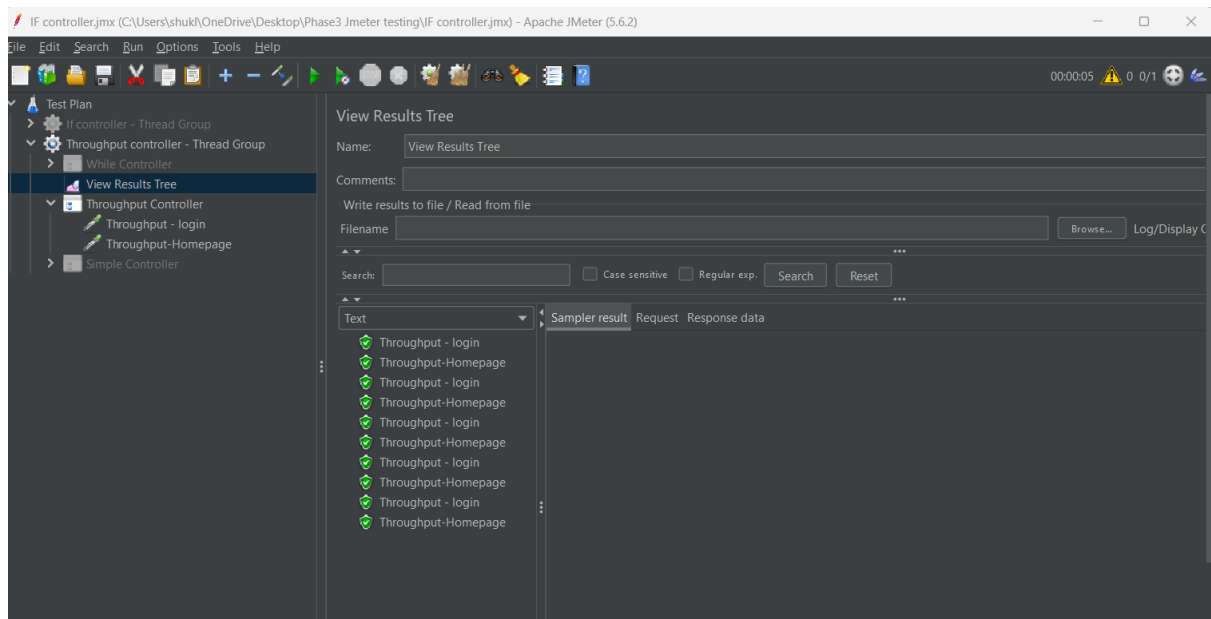 IF controller.jmx (C:\Users\shukl\OneDrive\Desktop\Phase3 Jmeter testing\IF controller.jmx) - Apache JMeter (5.6.2)
File Edit Search Run Options Tools Help
00:00:05 0 0/1
Test Plan
If controller - Thread Group
Throughput controller - Thread Group
While Controller
View Results Tree
Throughput Controller
Throughput - login
Throughput-Homepage
Simple Controller
View Results Tree
Name: View Results Tree
Comments:
Write results to file / Read from file
Filename Browse... Log/Display
Search: Case sensitive Regular exp. Search Reset
Text Sampler result Request Response data
Throughput - login
Throughput-Homepage
Throughput - login
Throughput-Homepage
Throughput - login
Throughput-Homepage
Throughput - login
Throughput-Homepage
Throughput - login
Throughput-Homepage